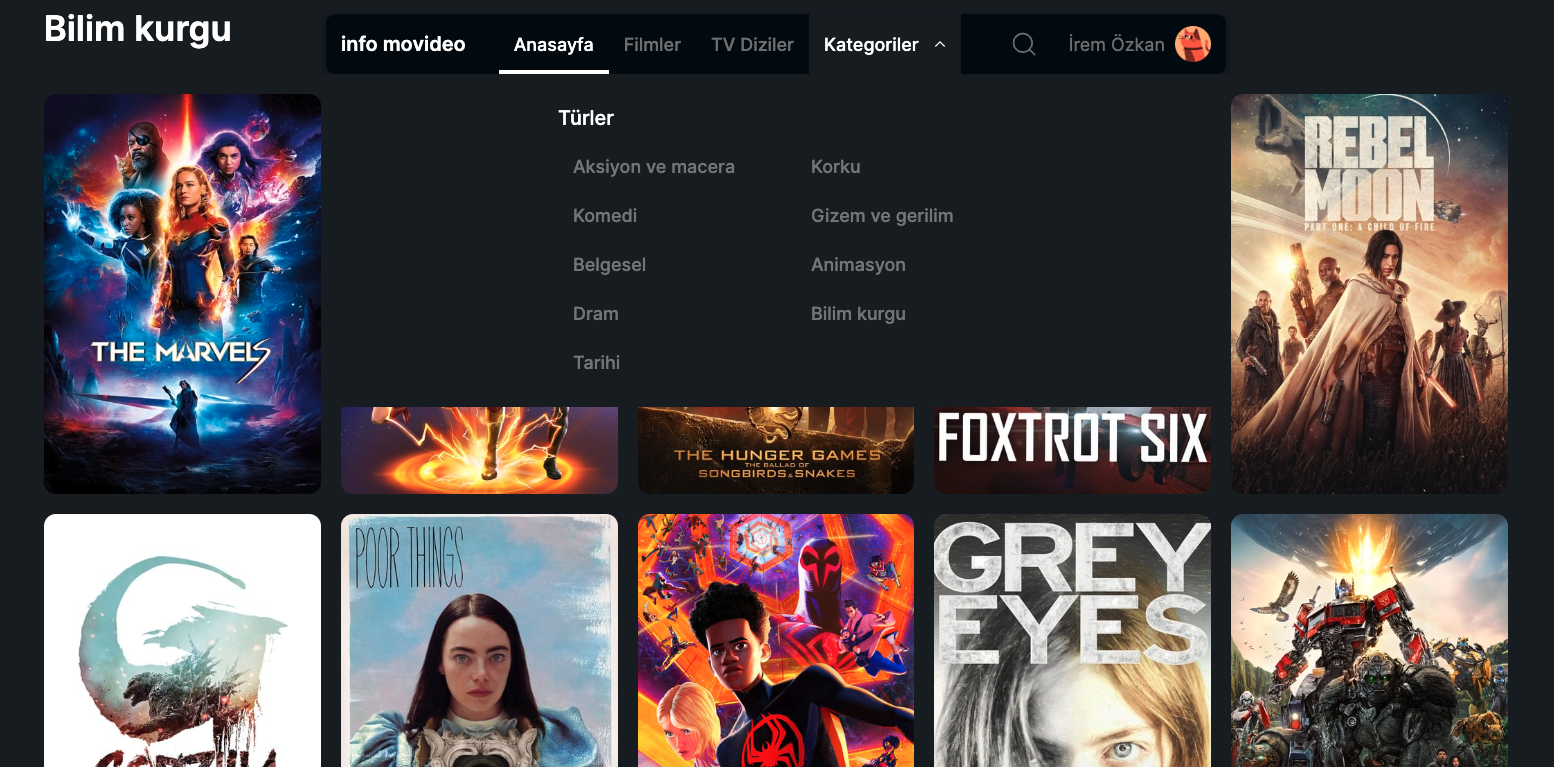 Bilim kurgu
info movideo
Anasayfa
Filmler
TV Diziler
Kategoriler
İrem Özkan
Türler
Aksiyon ve macera
Korku
Komedi
Gizem ve gerilim
Belgesel
Animasyon
Dram
Bilim kurgu
Tarihi
THE MARVELS
THE HUNGER GAMES
THE BALLAD OF
SONGBIRDS & SNAKES
FOXTROT SIX
REBEL
MOON
PART ONE: A CHILD OF FIRE
POOR THINGS
GREY
EYES